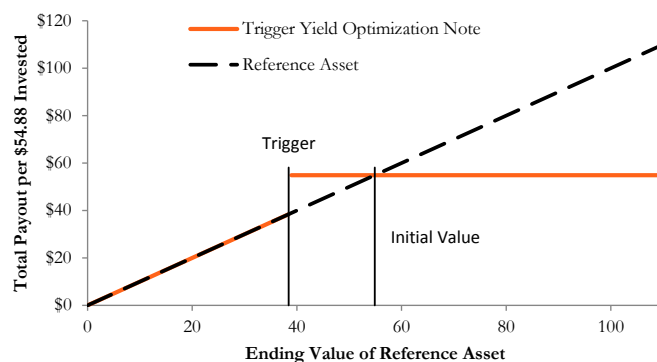 $120
$100
$80
$60
$40
$20
$0
Total Payout per $54.88 Invested
Trigger Yield Optimization Note
Reference Asset
Trigger
Initial Value
0
20
40
60
80
100
Ending Value of Reference Asset